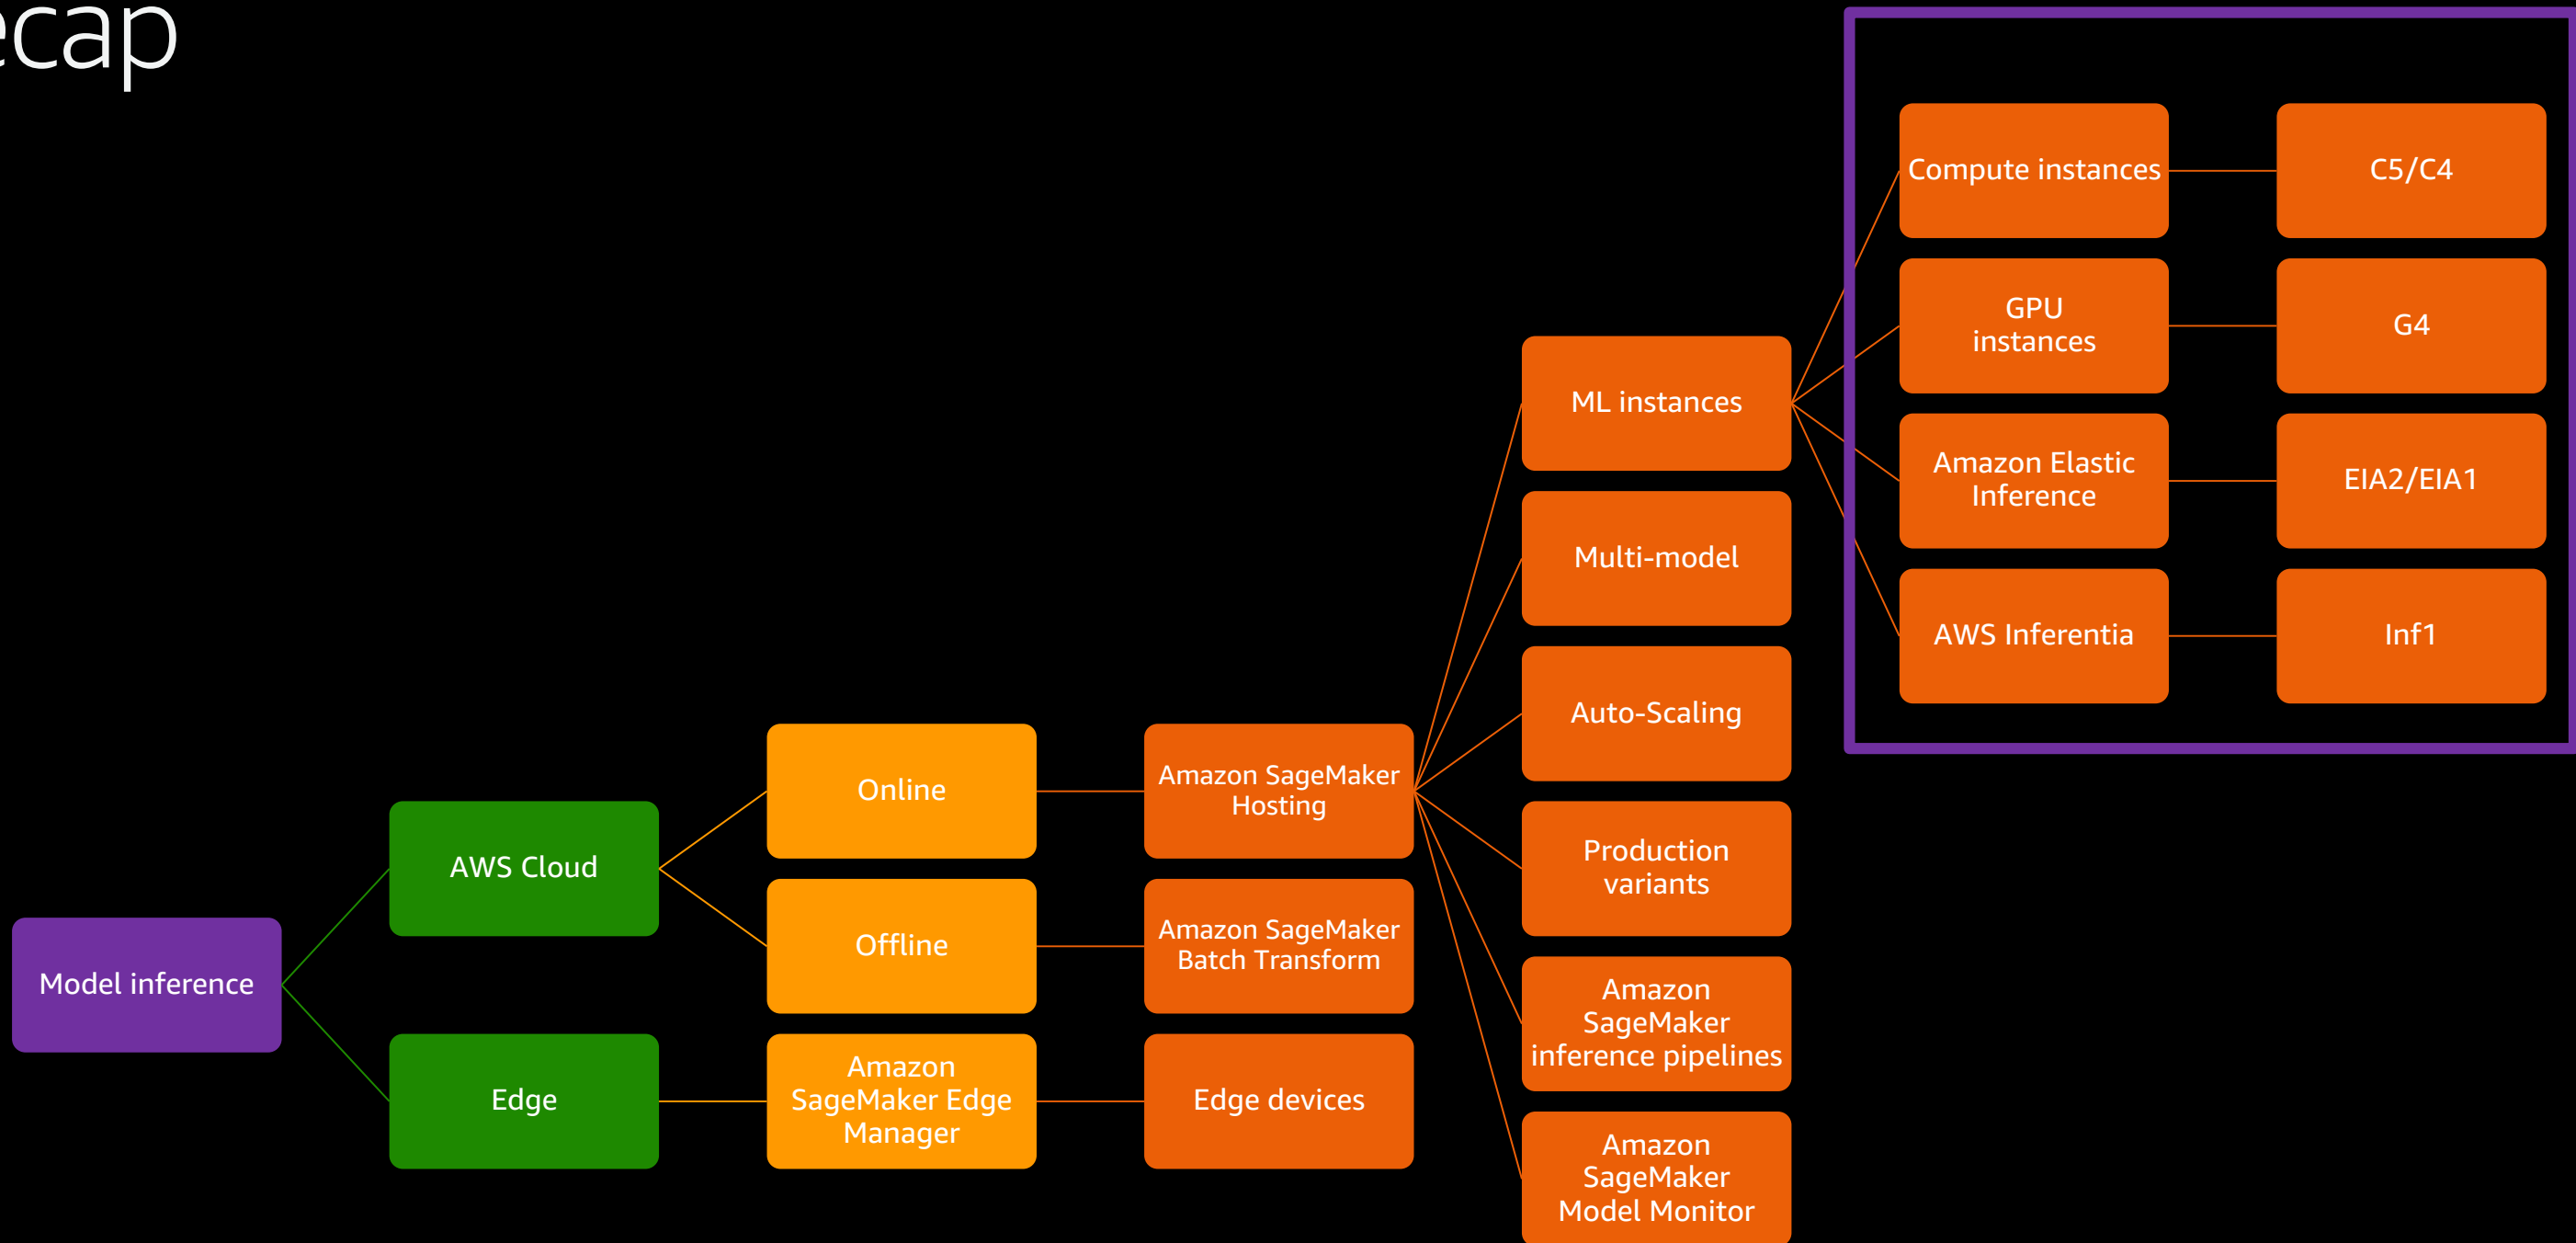 ecap
Compute instances
C5/C4
GPU
instances
G4
ML instances
Amazon Elastic
Inference
EIA2/EIA1
Multi-model
AWS Inferentia
Inf1
Auto-Scaling
Online
Amazon SageMaker
Hosting
AWS Cloud
Production
variants
Offline
Amazon SageMaker
Batch Transform
Model inference
Amazon
SageMaker
inference pipelines
Edge
Amazon
SageMaker Edge
Manager
Edge devices
Amazon
SageMaker
Model Monitor